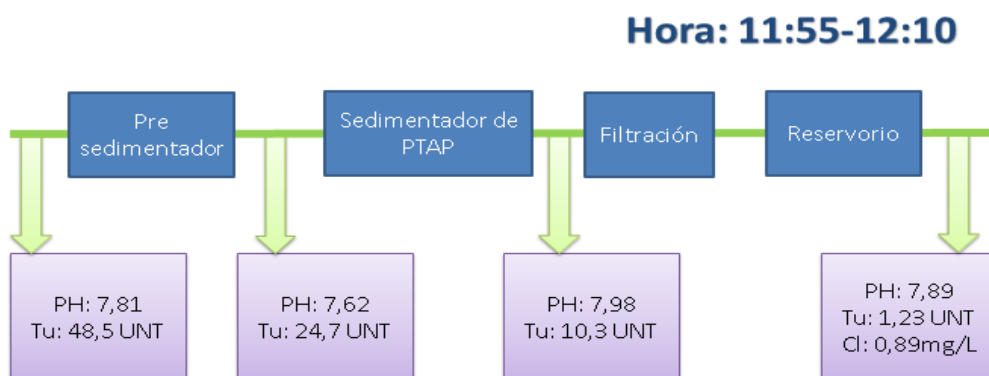 Hora: 11:55-12:10
Pre
sedimentador
Sedimentador de
PTAP
Filtración
Reservorio
PH: 7,81
Tu: 48,5 UNT
PH: 7,62
Tu: 24,7 UNT
PH: 7,98
Tu: 10,3 UNT
PH: 7,89
Tu: 1,23 UNT
Cl: 0,89mg/L